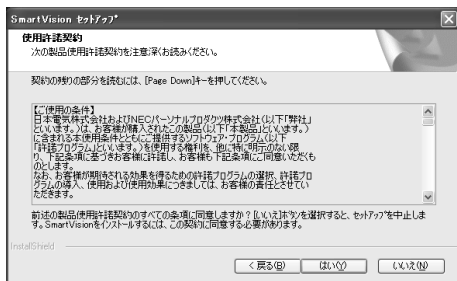 SmartVision ｾｯﾄｱｯﾌﾟ
使用許諾契約
次の製品使用許諾契約を注意深くお読みください。
契約の残りの部分を読むには、[Page Down]キーを押してください。
【ご使用の条件】
日本電気株式会社およびNECパーソナルプロダクツ株式会社(以下「弊社」
といいます。)は、お客様が購入されたこの製品(以下「本製品」といいます。)
に含まれる本使用条件とともにご提供するソフトウェア・プログラム(以下
「許諾プログラム」といいます。)を使用する権利を、他に特に明示のない限
り、下記条項に基づきお客様に許諾し、お客様も下記条項にご同意いただくも
のとします。
なお、お客様が期待される効果を得るための許諾プログラムの選択、許諾プロ
グラムの導入、使用および使用効果につきましては、お客様の責任とさせてい
ただきます。
前述の製品使用許諾契約のすべての条項に同意しますか？[いいえ]ﾎﾞﾀﾝを選択すると、ｾｯﾄｱｯﾌﾟを中止しま
す。SmartVisionをｲﾝｽﾄｰﾙするには、この契約に同意する必要があります。
InstallShield
< 戻る(B)
はい(Y)
いいえ(N)